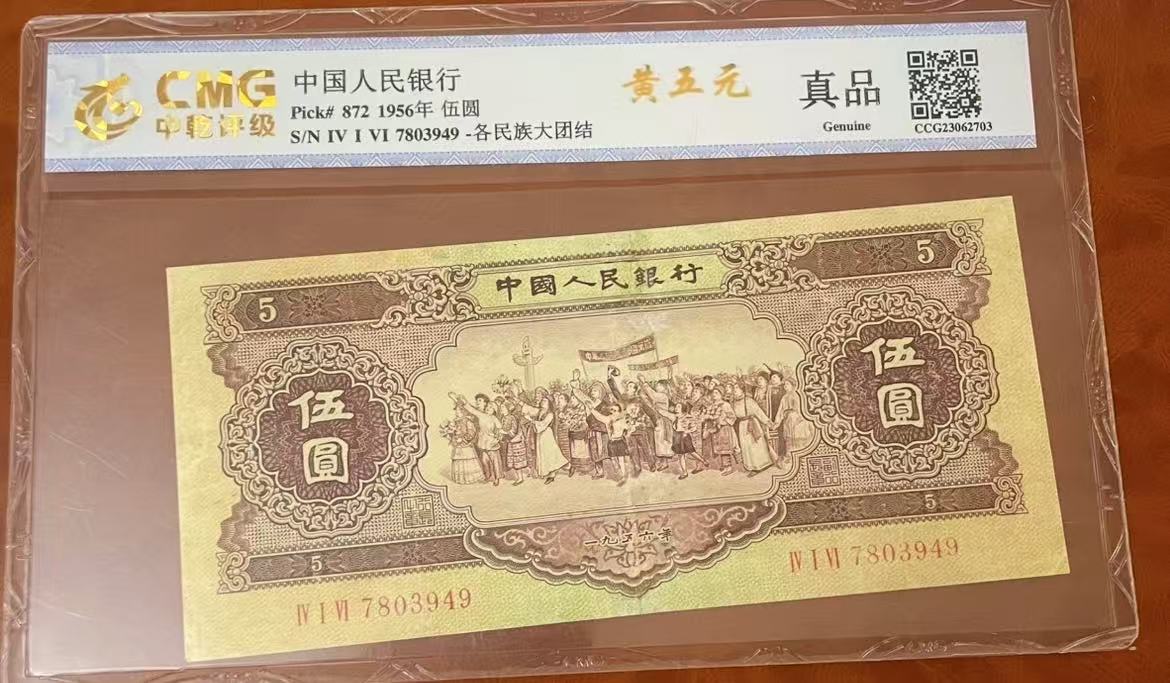 CMG
中乾评级
中国人民银行
Pick# 872 1956年 伍圆
S/N IV I VI 7803949 -各民族大团结
黄五元
真品
Genuine
CCG23062703
中國人民銀行
5
5
伍圓
伍圓
一九五六年
5
5
Ⅳ Ⅰ Ⅵ 7803949
Ⅳ Ⅰ Ⅵ 7803949